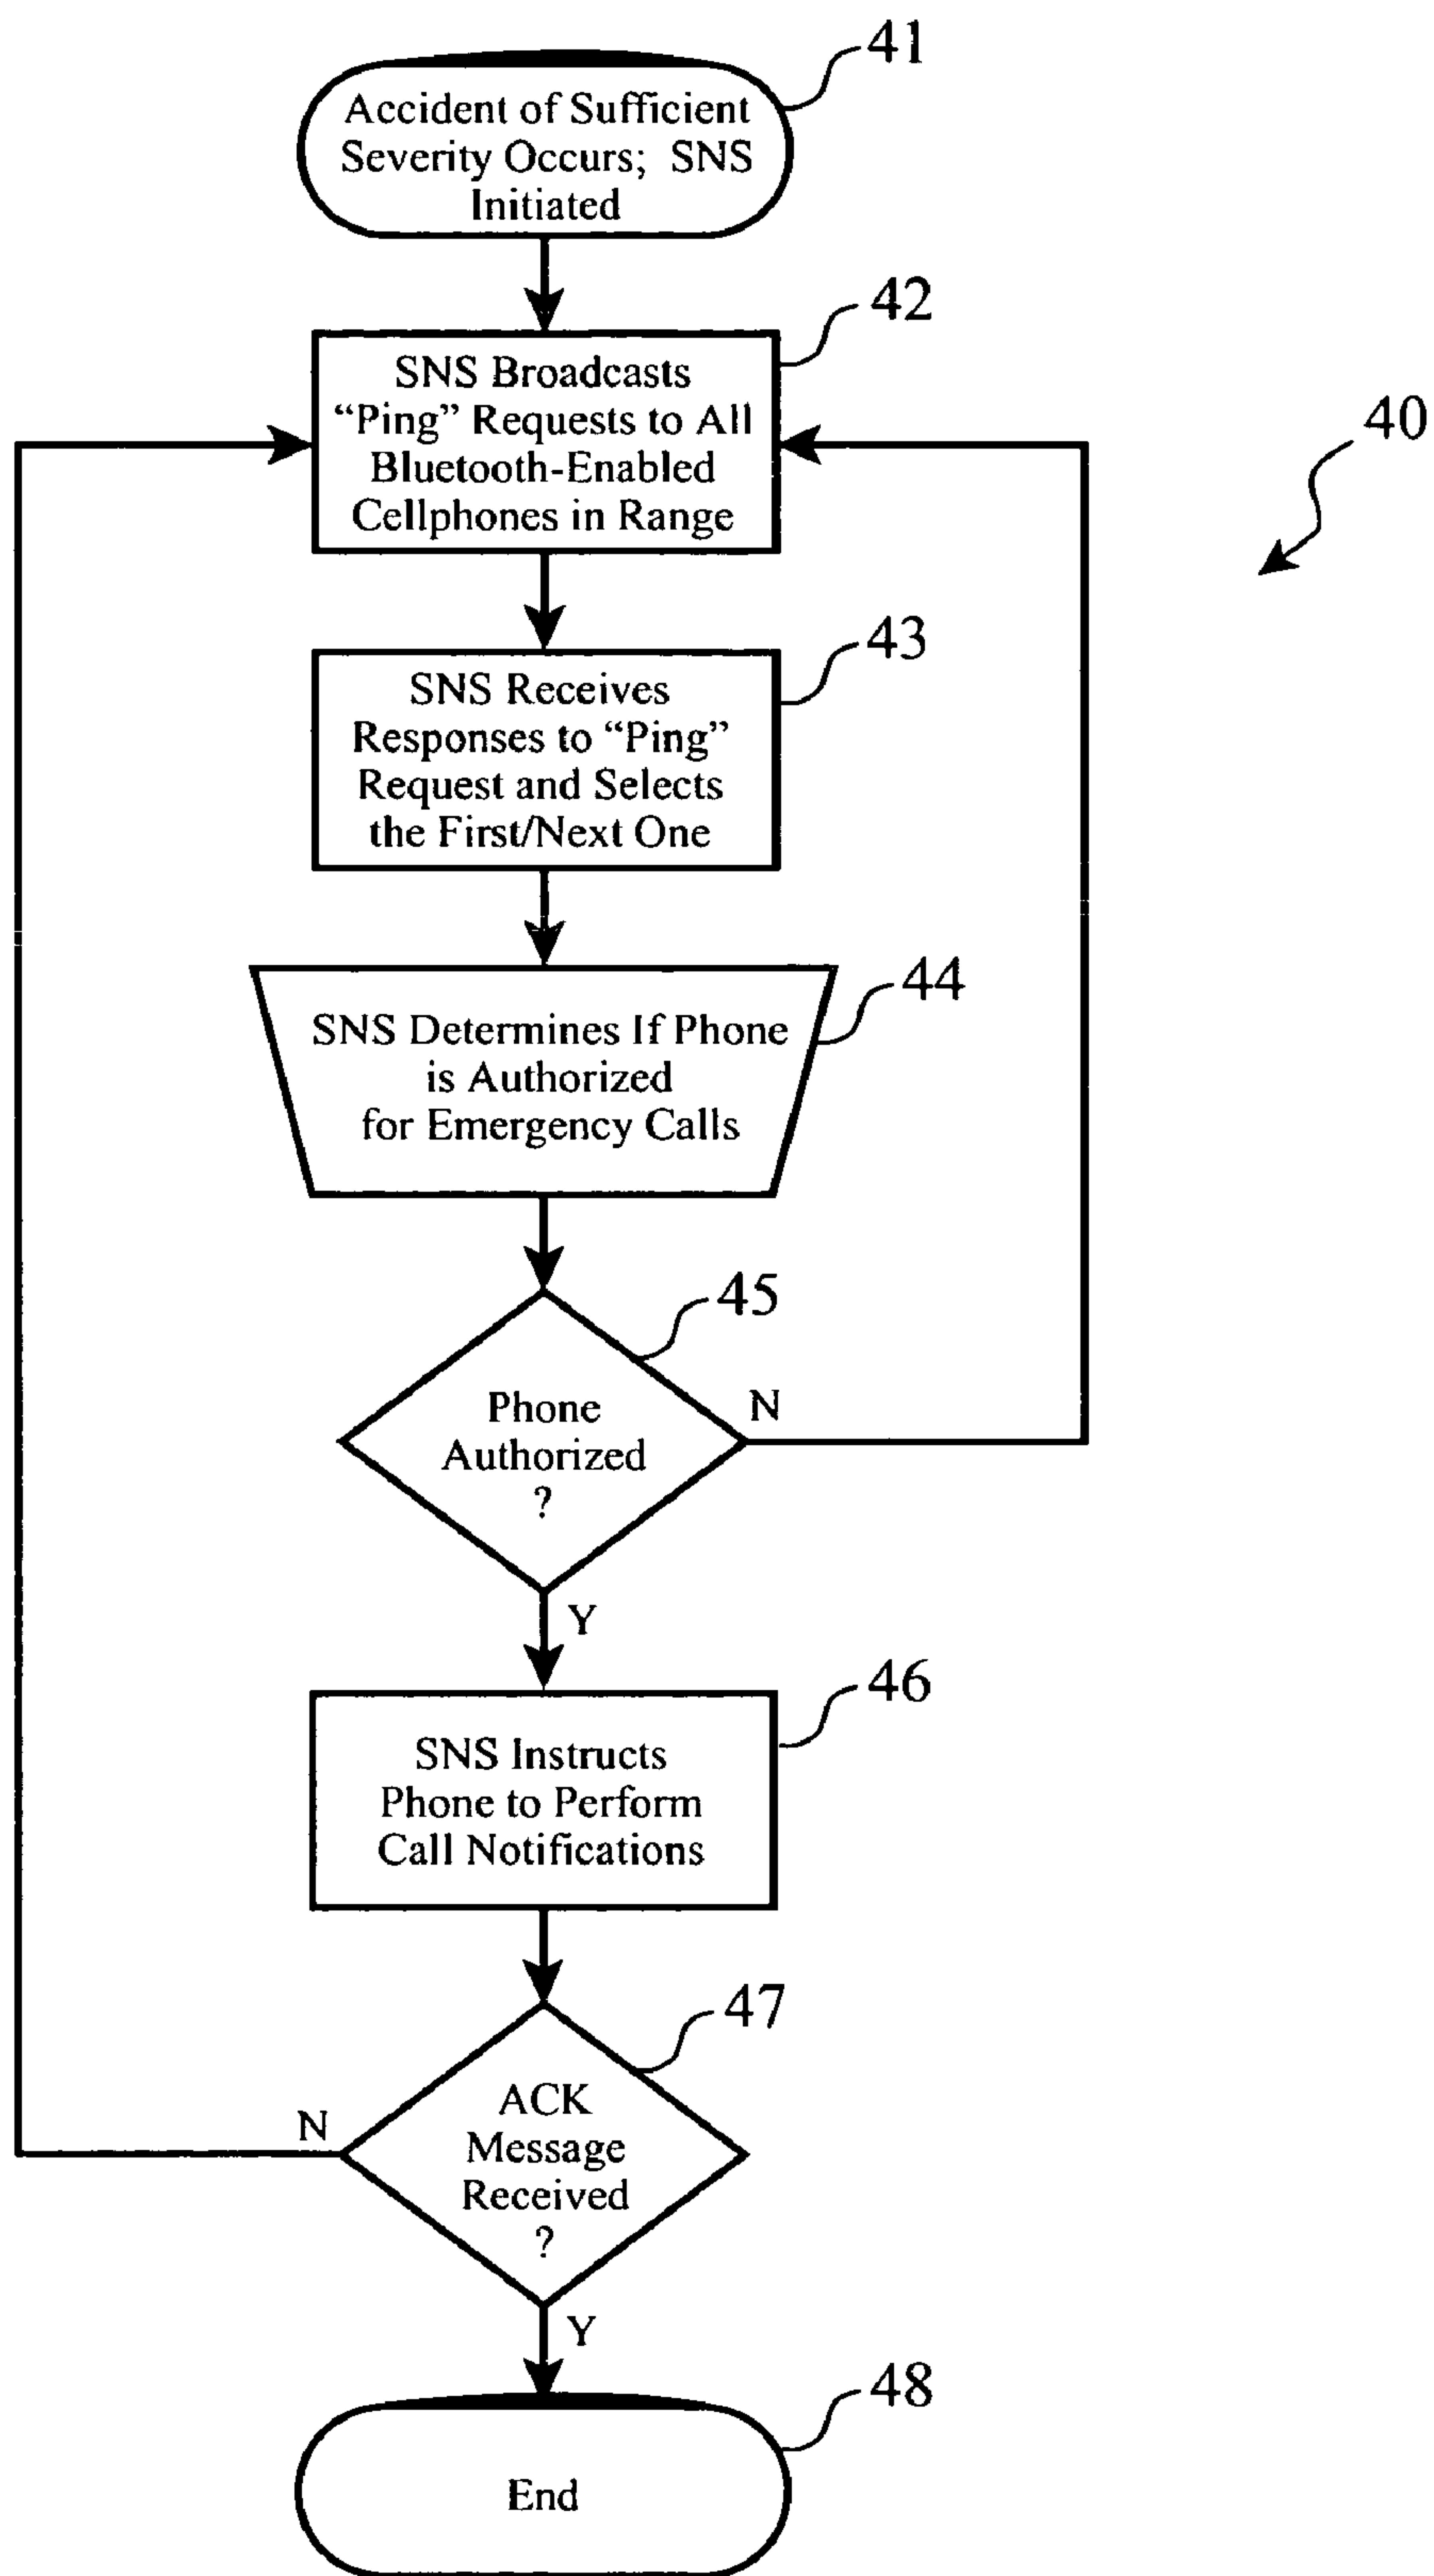 41
Accident of Sufficient
Severity Occurs; SNS
Initiated
42
SNS Broadcasts
“Ping” Requests to All
Bluetooth-Enabled
Cellphones in Range
40
43
SNS Receives
Responses to “Ping”
Request and Selects
the First/Next One
44
SNS Determines If Phone
is Authorized
for Emergency Calls
45
Phone
Authorized
?
N
Y
46
SNS Instructs
Phone to Perform
Call Notifications
47
ACK
Message
Received
?
N
Y
48
End